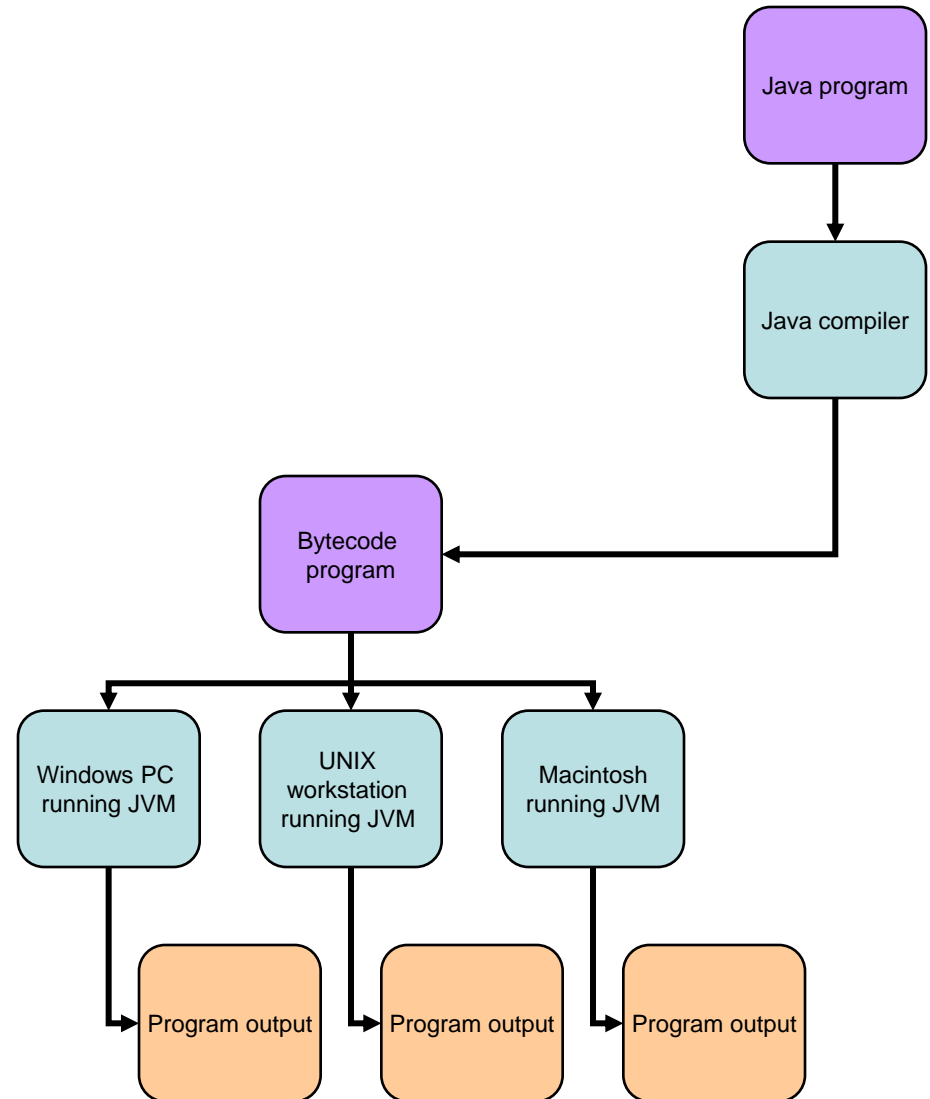 Java program
Java compiler
Bytecode
program
Windows PC
running JVM
UNIX
workstation
running JVM
Macintosh
running JVM
Program output
Program output
Program output